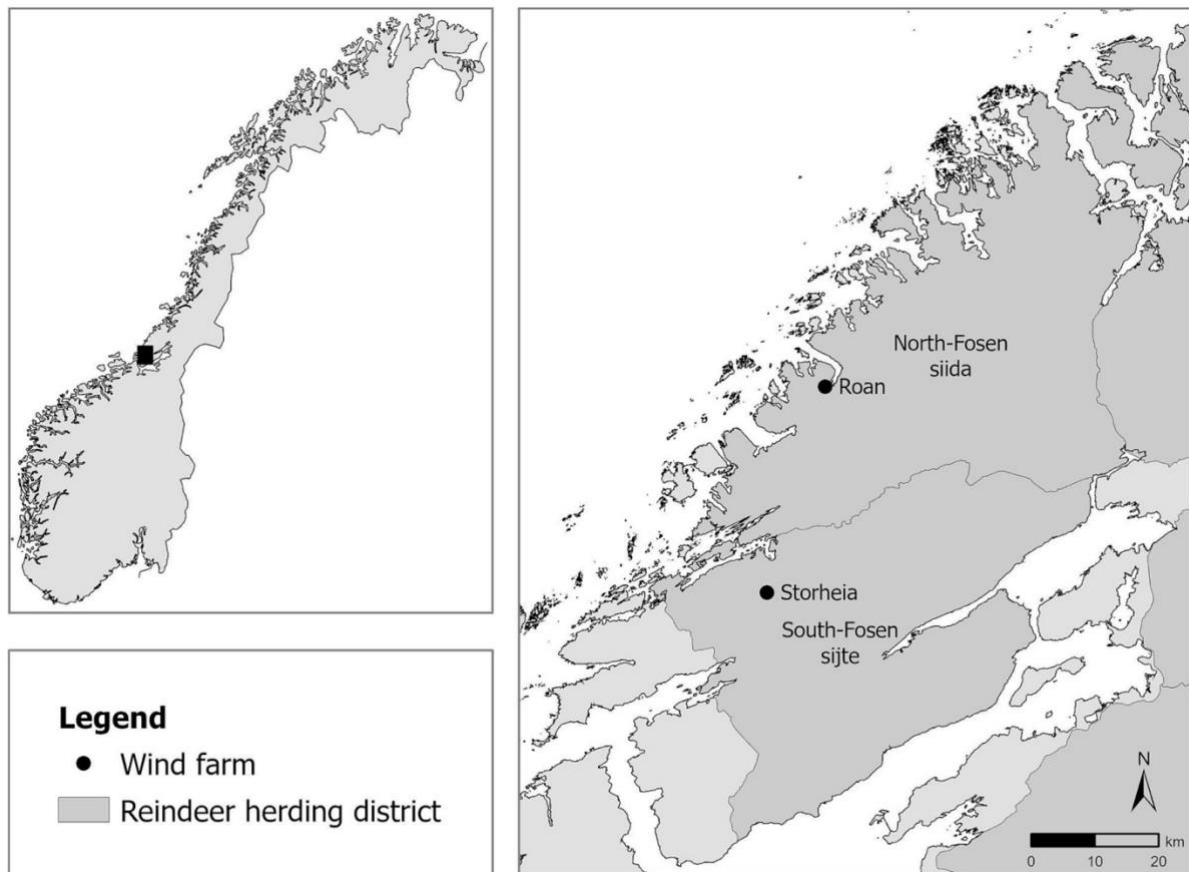 North-Fosen
siida
Roan
Storheia
South-Fosen
sijte
Legend
Wind farm
Reindeer herding district
N
km
0 10 20